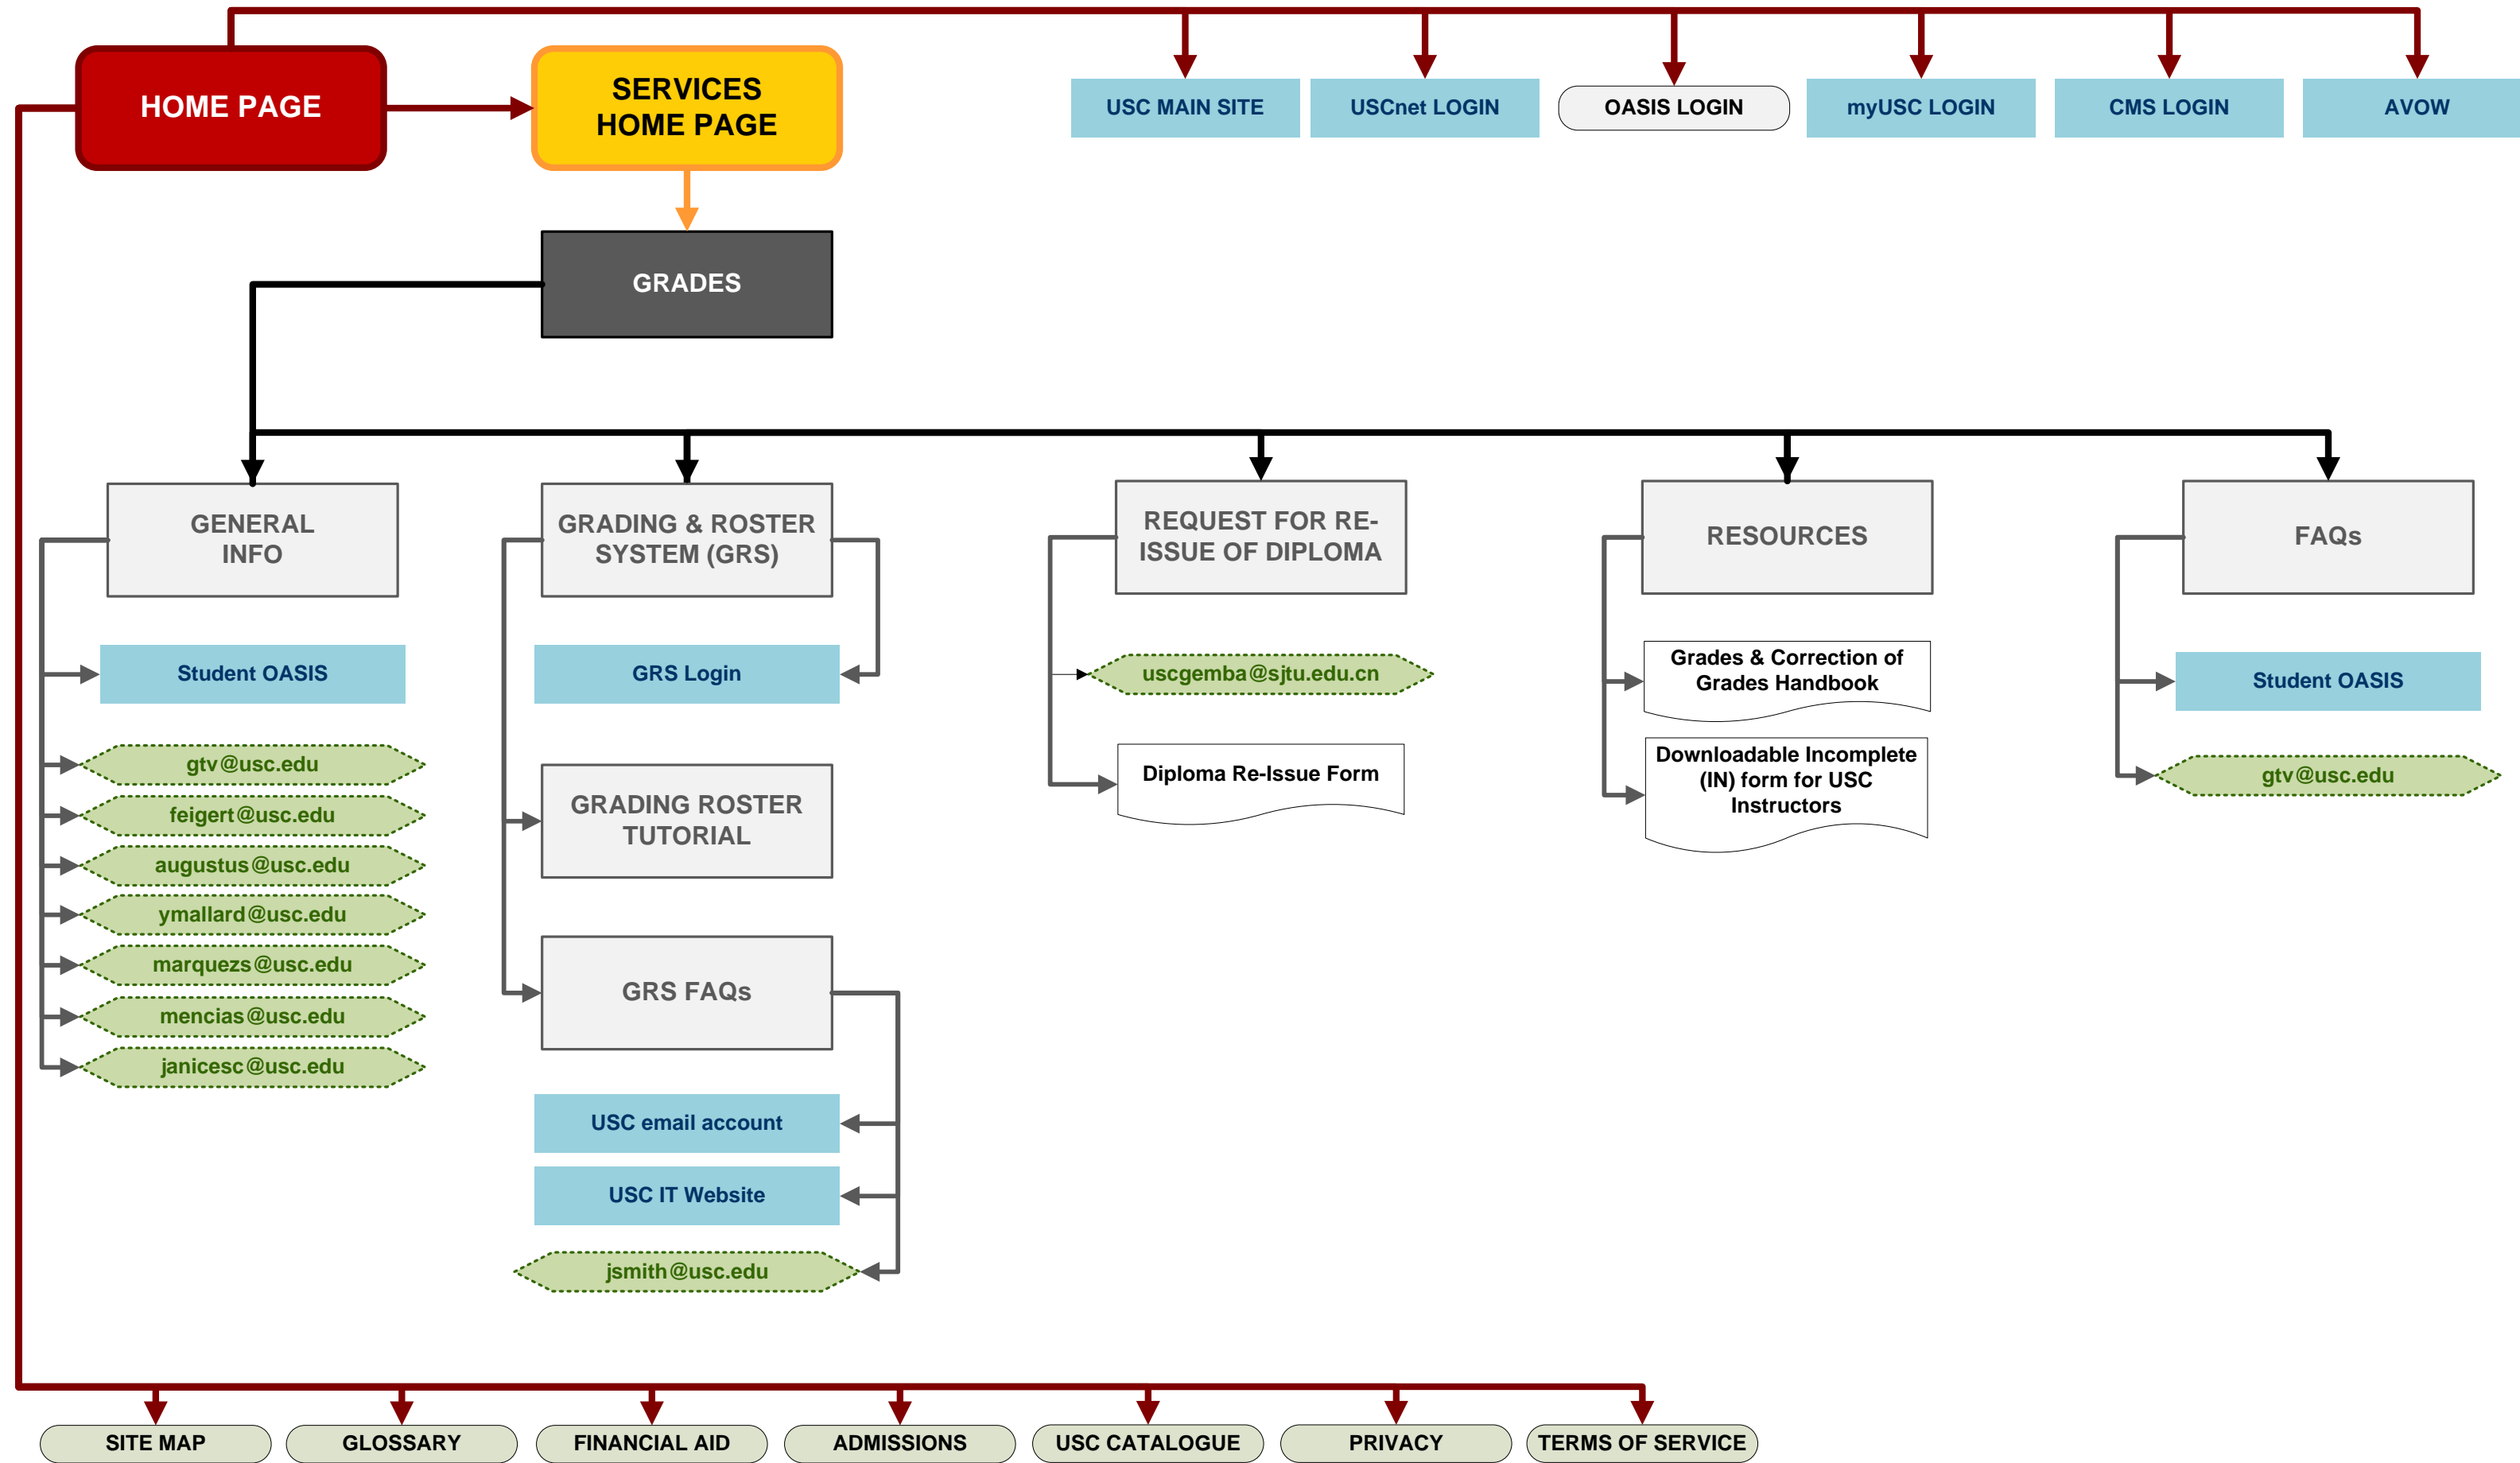 HOME PAGE
SERVICES
HOME PAGE
USC MAIN SITE
USCnet LOGIN
OASIS LOGIN
myUSC LOGIN
CMS LOGIN
AVOW
GRADES
GENERAL
INFO
GRADING & ROSTER
SYSTEM (GRS)
REQUEST FOR RE-
ISSUE OF DIPLOMA
RESOURCES
FAQs
Student OASIS
gtv@usc.edu
feigert@usc.edu
augustus@usc.edu
ymallard@usc.edu
marquezs@usc.edu
mencias@usc.edu
janicesc@usc.edu
GRS Login
GRADING ROSTER
TUTORIAL
GRS FAQs
USC email account
USC IT Website
jsmith@usc.edu
uscgemba@sjtu.edu.cn
Diploma Re-Issue Form
Grades & Correction of
Grades Handbook
Downloadable Incomplete
(IN) form for USC
Instructors
Student OASIS
gtv@usc.edu
SITE MAP
GLOSSARY
FINANCIAL AID
ADMISSIONS
USC CATALOGUE
PRIVACY
TERMS OF SERVICE